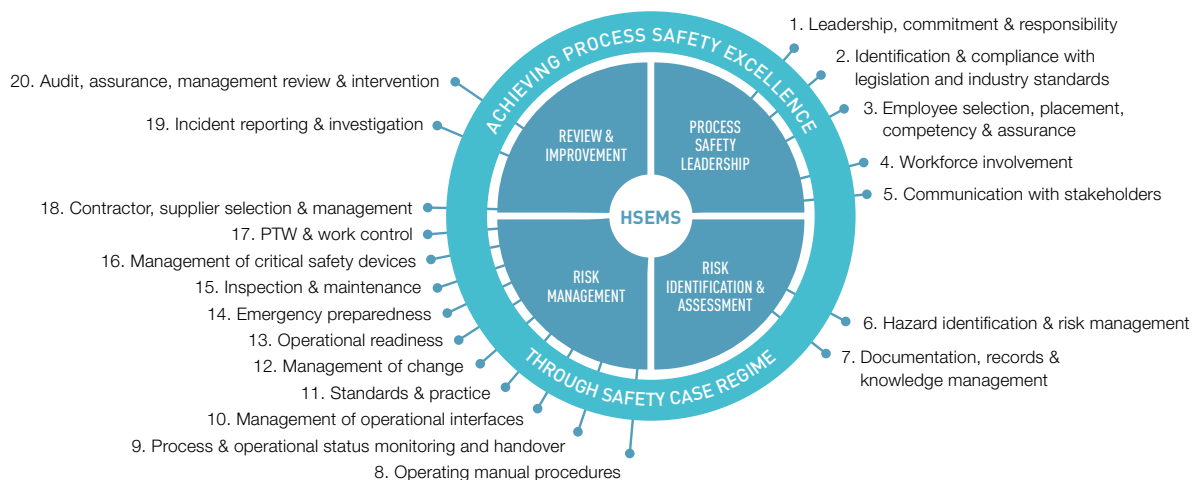 ACHIEVING PROCESS SAFETY EXCELLENCE
THROUGH SAFETY CASE REGIME
HSEMS
PROCESS
SAFETY
LEADERSHIP
RISK
IDENTIFICATION &
ASSESSMENT
RISK
MANAGEMENT
REVIEW &
IMPROVEMENT
1. Leadership, commitment & responsibility
2. Identification & compliance with
legislation and industry standards
3. Employee selection, placement,
competency & assurance
4. Workforce involvement
5. Communication with stakeholders
6. Hazard identification & risk management
7. Documentation, records &
knowledge management
8. Operating manual procedures
9. Process & operational status monitoring and handover
10. Management of operational interfaces
11. Standards & practice
12. Management of change
13. Operational readiness
14. Emergency preparedness
15. Inspection & maintenance
16. Management of critical safety devices
17. PTW & work control
18. Contractor, supplier selection & management
19. Incident reporting & investigation
20. Audit, assurance, management review & intervention